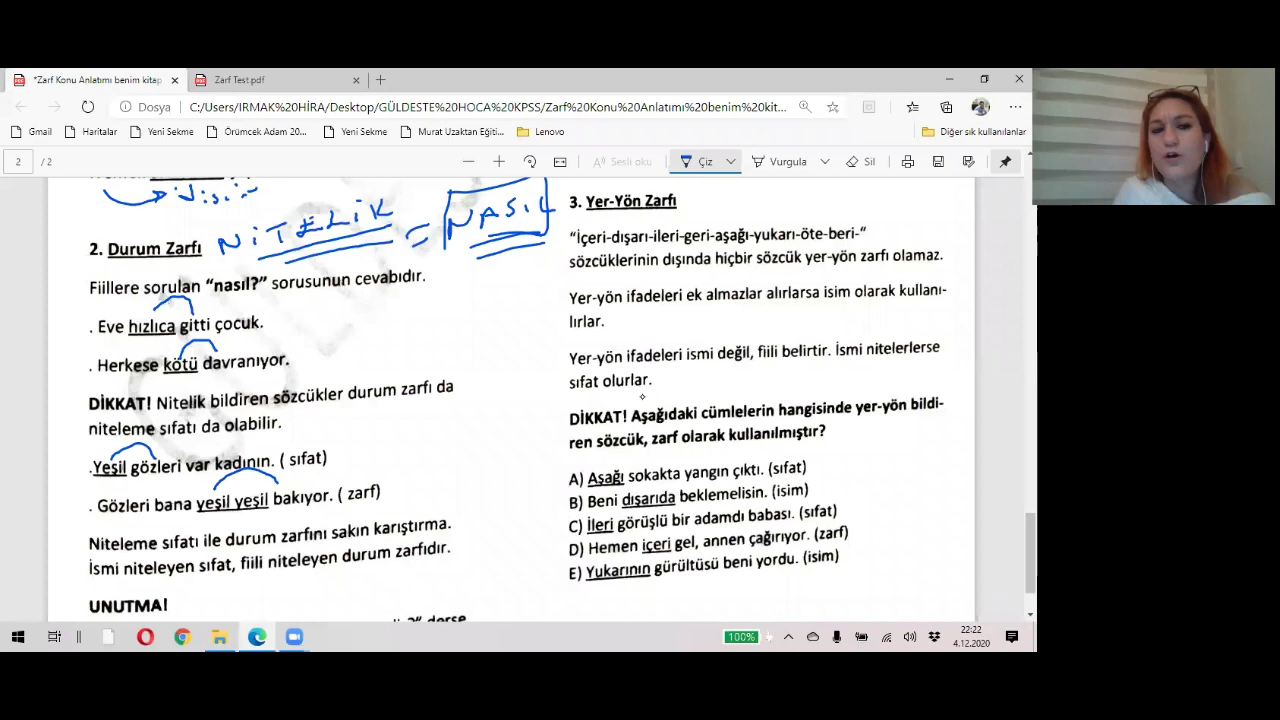 *Zarf Konu Anlatımı benim kitap
Zarf Test.pdf
Dosya
C:/Users/IRMAK%20HİRA/Desktop/GÜLDESTE%20HOCA%20KPSS/Zarf%20Konu%20Anlatımı%20benim%20kit...
Gmail
Haritalar
Yeni Sekme
Örümcek Adam 20...
Yeni Sekme
Murat Uzaktan Eğiti...
Lenovo
Diğer sık kullanılanlar
2 / 2
Sesli oku
Çiz
Vurgula
Sil
NİTELİK = NASIL
2. Durum Zarfı
Fiillere sorulan “nasıl?” sorusunun cevabıdır.
. Eve hızlıca gitti çocuk.
. Herkese kötü davranıyor.
DİKKAT! Nitelik bildiren sözcükler durum zarfı da
niteleme sıfatı da olabilir.
.Yeşil gözleri var kadının. ( sıfat)
. Gözleri bana yeşil yeşil bakıyor. ( zarf)
Niteleme sıfatı ile durum zarfını sakın karıştırma.
İsmi niteleyen sıfat, fiili niteleyen durum zarfıdır.
UNUTMA!
3. Yer-Yön Zarfı
“İçeri-dışarı-ileri-geri-aşağı-yukarı-öte-beri-“
sözcüklerinin dışında hiçbir sözcük yer-yön zarfı olamaz.
Yer-yön ifadeleri ek almazlar alırlarsa isim olarak kullanı-
lırlar.
Yer-yön ifadeleri ismi değil, fiili belirtir. İsmi nitelerlerse
sıfat olurlar.
DİKKAT! Aşağıdaki cümlelerin hangisinde yer-yön bildi-
ren sözcük, zarf olarak kullanılmıştır?
A) Aşağı sokakta yangın çıktı. (sıfat)
B) Beni dışarıda beklemelisin. (isim)
C) İleri görüşlü bir adamdı babası. (sıfat)
D) Hemen içeri gel, annen çağırıyor. (zarf)
E) Yukarının gürültüsü beni yordu. (isim)
100%
22:22
4.12.2020